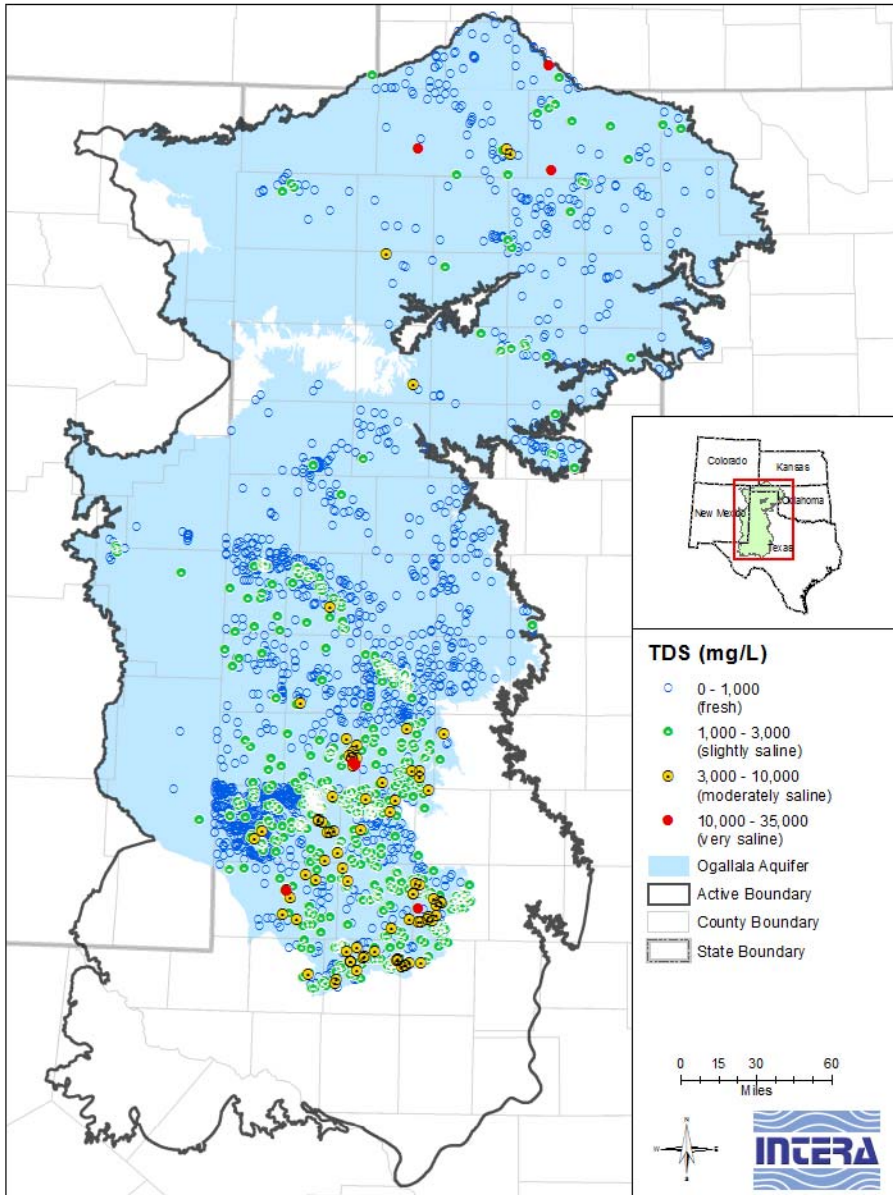 Colorado
Kansas
New Mexico
Oklahoma
Texas
TDS (mg/L)
0 - 1,000
(fresh)
1,000 - 3,000
(slightly saline)
3,000 - 10,000
(moderately saline)
10,000 - 35,000
(very saline)
Ogallala Aquifer
Active Boundary
County Boundary
State Boundary
0 15 30 60
Miles
N
W E
S
INTERA